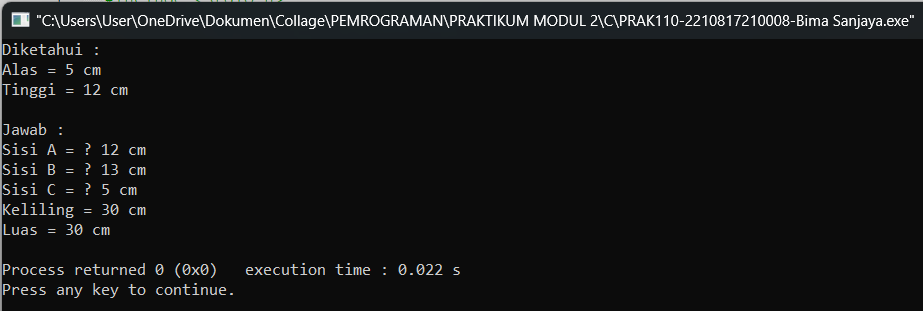 "C:\Users\User\OneDrive\Dokumen\Collage\PEMROGRAMAN\PRAKTIKUM MODUL 2\C\PRAK110-2210817210008-Bima Sanjaya.exe"
Diketahui :
Alas = 5 cm
Tinggi = 12 cm
Jawab :
Sisi A = ? 12 cm
Sisi B = ? 13 cm
Sisi C = ? 5 cm
Keliling = 30 cm
Luas = 30 cm
Process returned 0 (0x0)   execution time : 0.022 s
Press any key to continue.